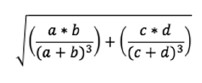 √((a * b)/(a + b)³) + ((c * d)/(c + d)³)